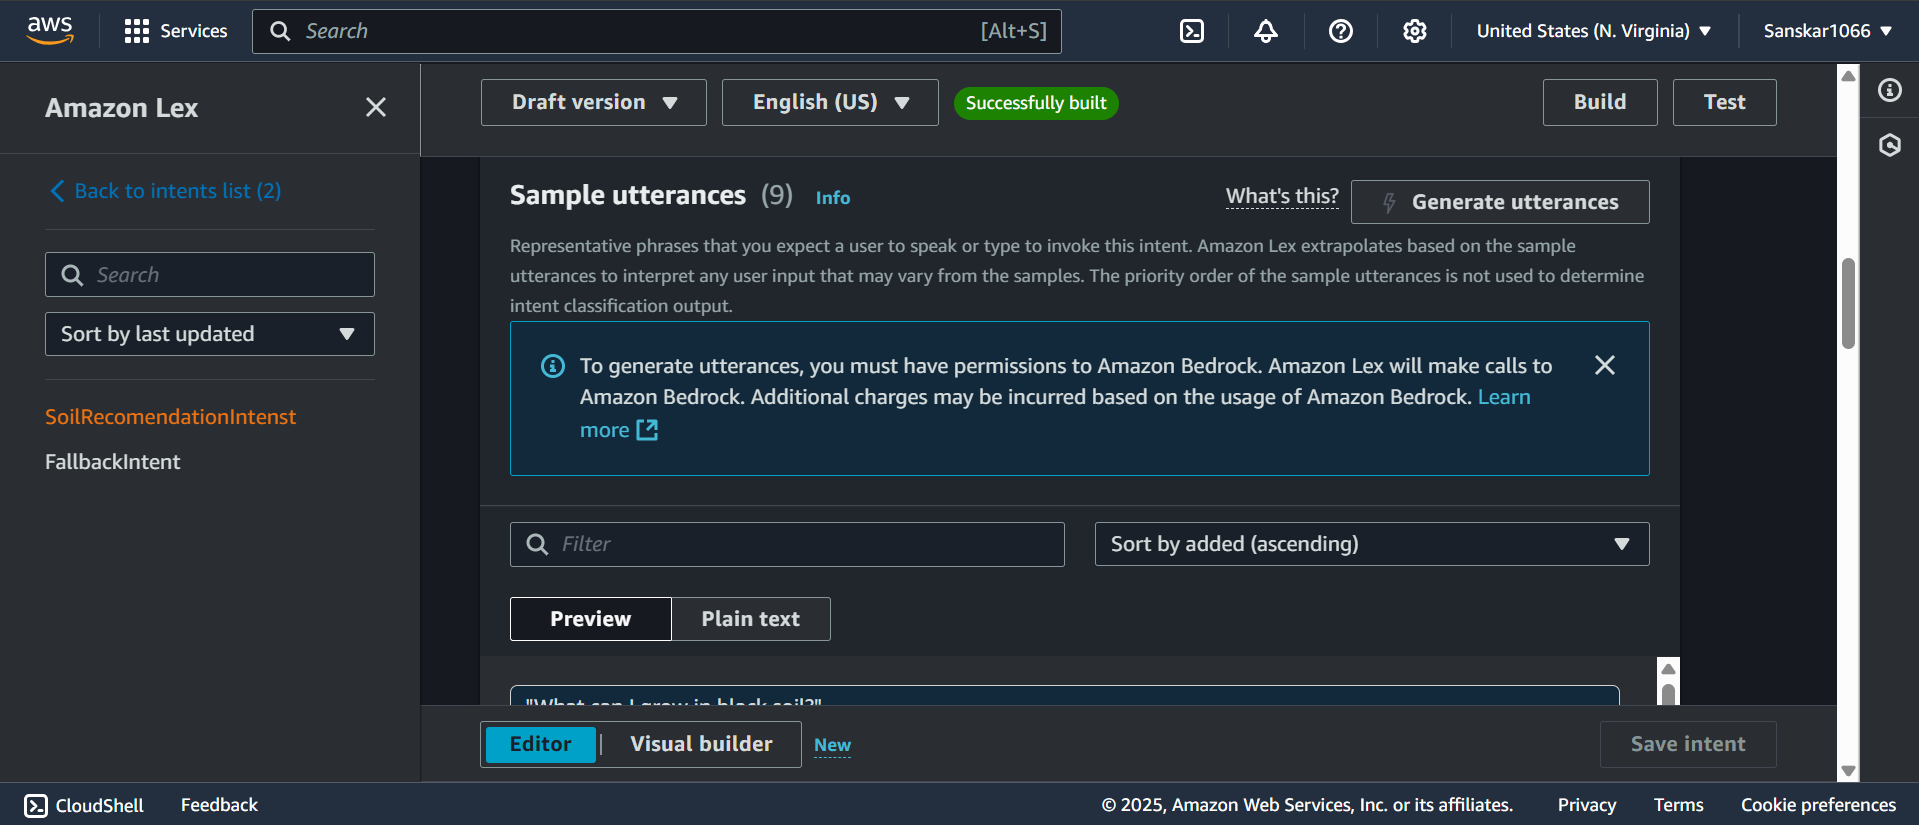 aws
Services
Search
[Alt+S]
United States (N. Virginia)
Sanskar1066
Amazon Lex
Back to intents list (2)
Search
Sort by last updated
SoilRecomendationIntenst
FallbackIntent
Draft version
English (US)
Successfully built
Build
Test
Sample utterances (9) Info
What's this?
Generate utterances
Representative phrases that you expect a user to speak or type to invoke this intent. Amazon Lex extrapolates based on the sample
utterances to interpret any user input that may vary from the samples. The priority order of the sample utterances is not used to determine
intent classification output.
To generate utterances, you must have permissions to Amazon Bedrock. Amazon Lex will make calls to
Amazon Bedrock. Additional charges may be incurred based on the usage of Amazon Bedrock. Learn
more
Filter
Sort by added (ascending)
Preview
Plain text
"What can I grow in black soil?"
Editor
Visual builder
New
Save intent
CloudShell
Feedback
© 2025, Amazon Web Services, Inc. or its affiliates.
Privacy
Terms
Cookie preferences